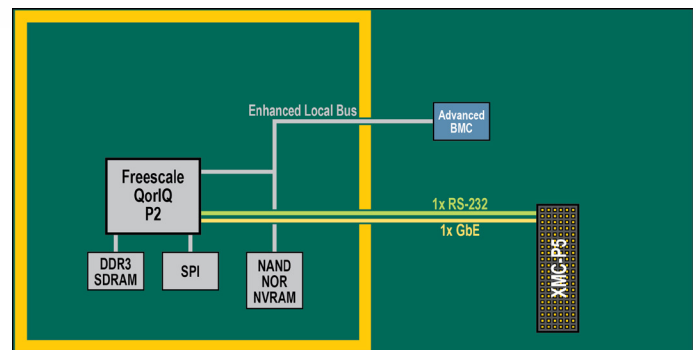 Enhanced Local Bus
Advanced
BMC
Freescale
QorIQ
P2
1x RS-232
1x GbE
XMC-P5
DDR3
SDRAM
SPI
NAND
NOR
NVRAM